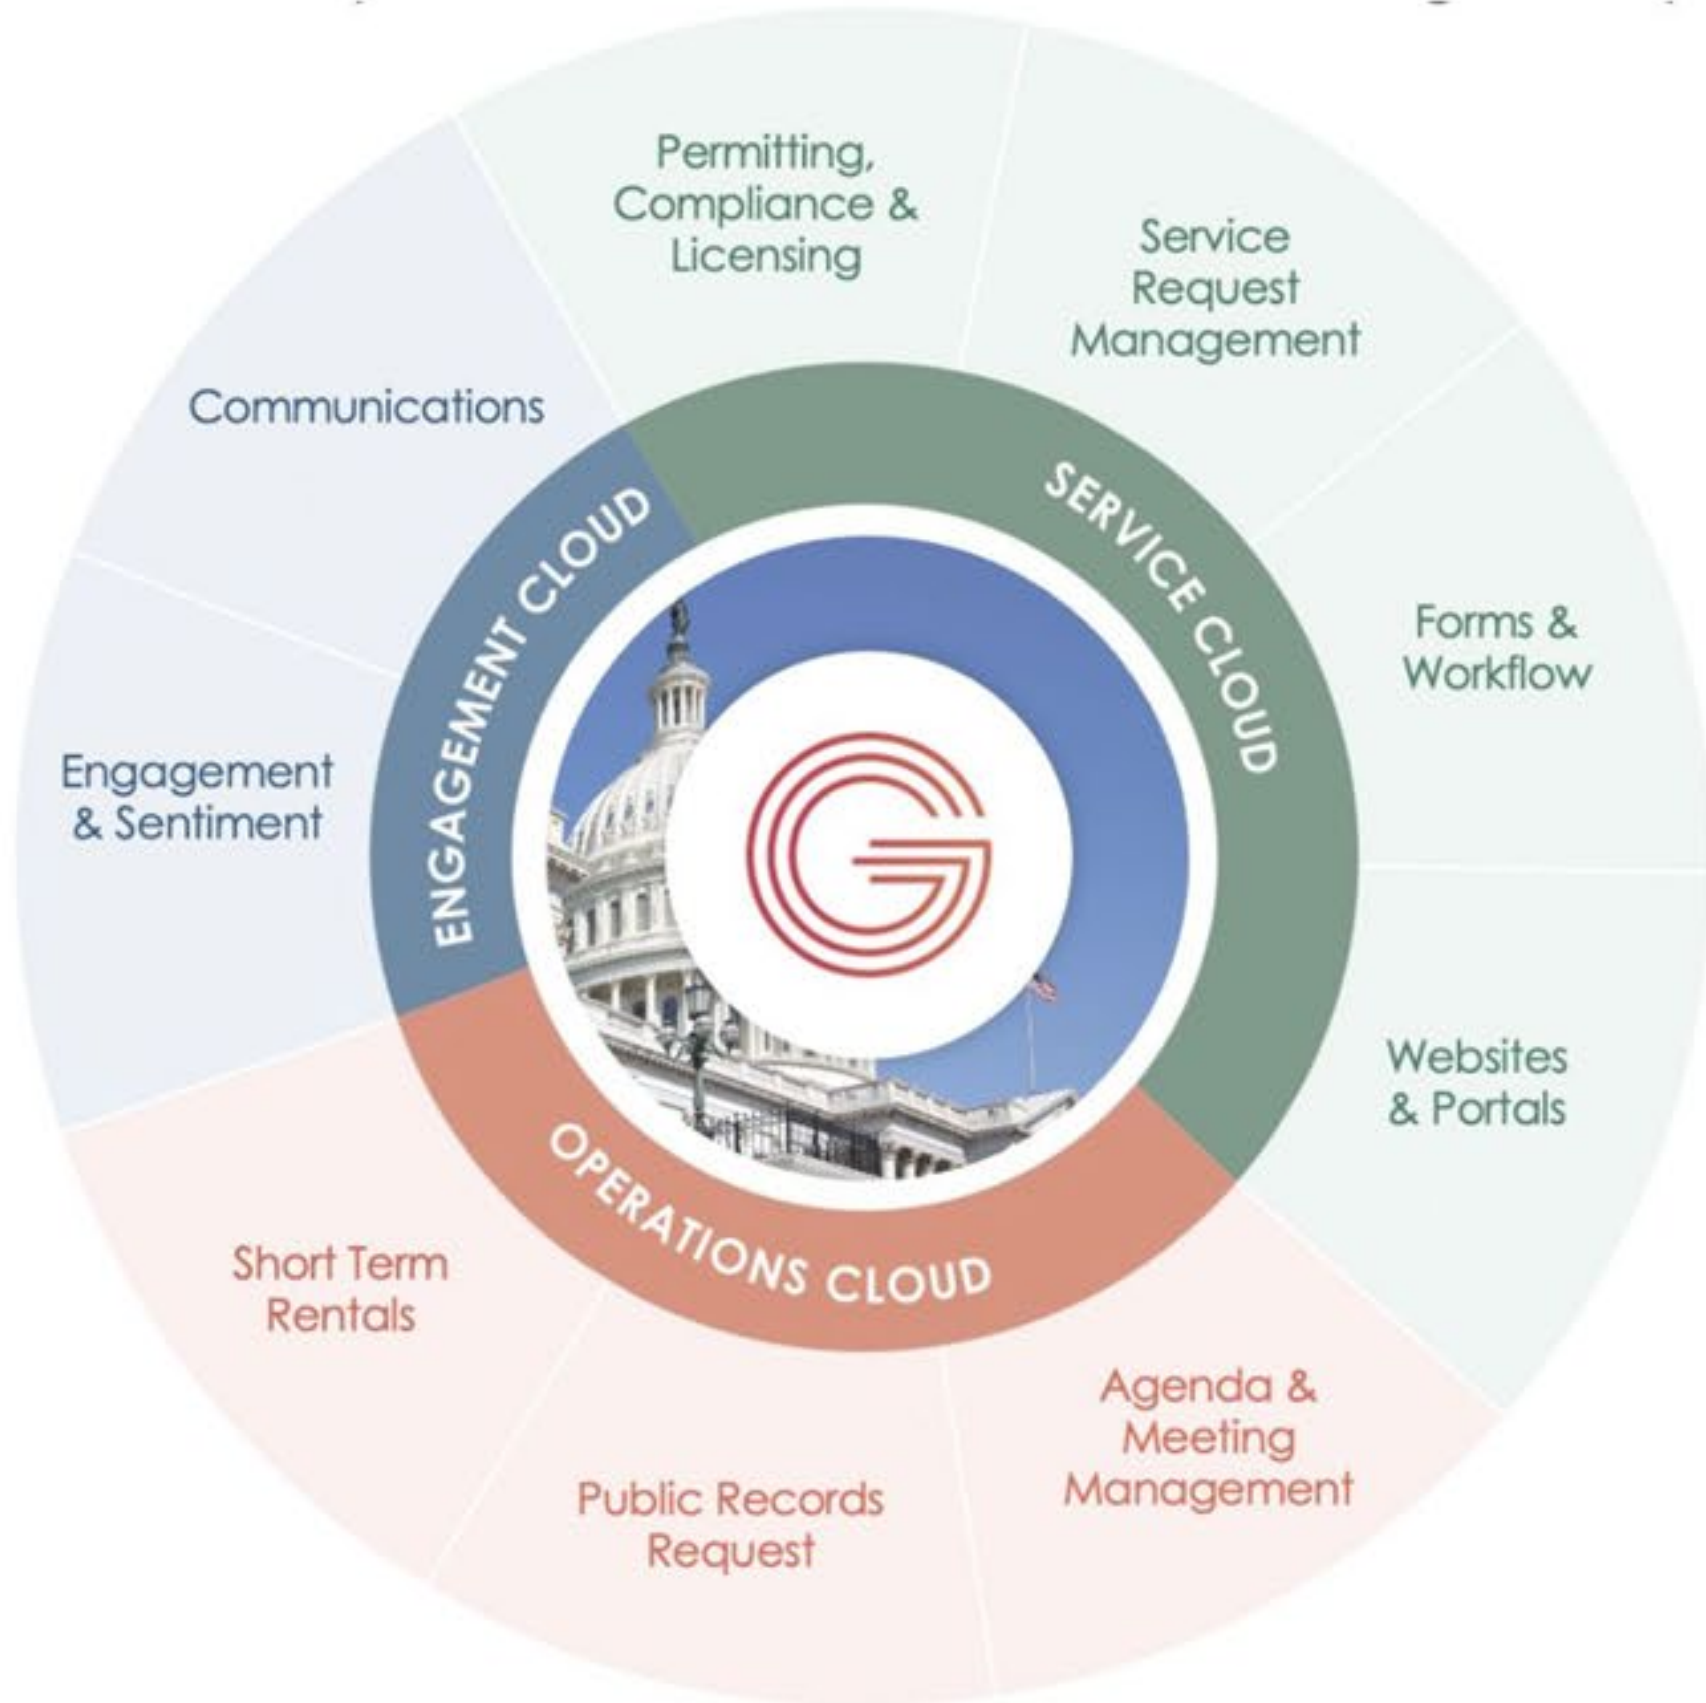 Permitting,
Compliance &
Licensing
Service
Request
Management
Communications
Forms &
Workflow
SERVICE CLOUD
ENGAGEMENT CLOUD
Engagement
& Sentiment
Websites
& Portals
OPERATIONS CLOUD
Short Term
Rentals
Agenda &
Meeting
Management
Public Records
Request